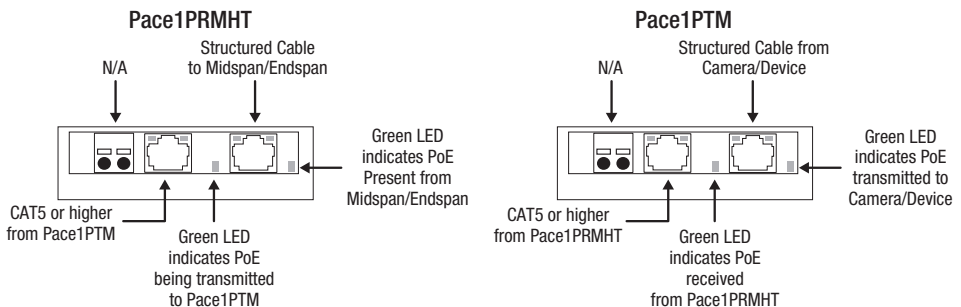 Pace1PRMHT
N/A
Structured Cable
to Midspan/Endspan
Green LED
indicates PoE
Present from
Midspan/Endspan
CAT5 or higher
from Pace1PTM
Green LED
indicates PoE
being transmitted
to Pace1PTM
Pace1PTM
N/A
Structured Cable from
Camera/Device
Green LED
indicates PoE
transmitted to
Camera/Device
CAT5 or higher
from Pace1PRMHT
Green LED
indicates PoE
received
from Pace1PRMHT